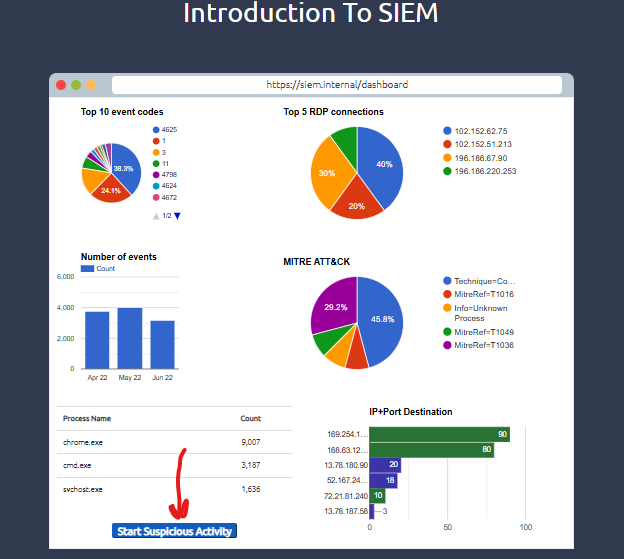 Introduction To SIEM
https://siem.internal/dashboard
Top 10 event codes
4625
1
3
11
4798
4624
4672
1/2
38.3%
24.1%
Top 5 RDP connections
40%
30%
20%
102.152.62.75
102.152.51.213
196.186.67.90
196.186.220.253
Number of events
Count
6,000
4,000
2,000
0
Apr 22 May 22 Jun 22
MITRE ATT&CK
29.2%
45.8%
Technique=Co...
MitreRef=T1016
Info=Unknown
Process
MitreRef=T1049
MitreRef=T1036
Process Name Count
chrome.exe 9,007
cmd.exe 3,187
svchost.exe 1,636
Start Suspicious Activity
IP+Port Destination
169.254.1... 90
168.63.12... 80
13.78.180.90 20
52.167.24... 18
72.21.81.240 10
13.78.187.58 3
0 50 100